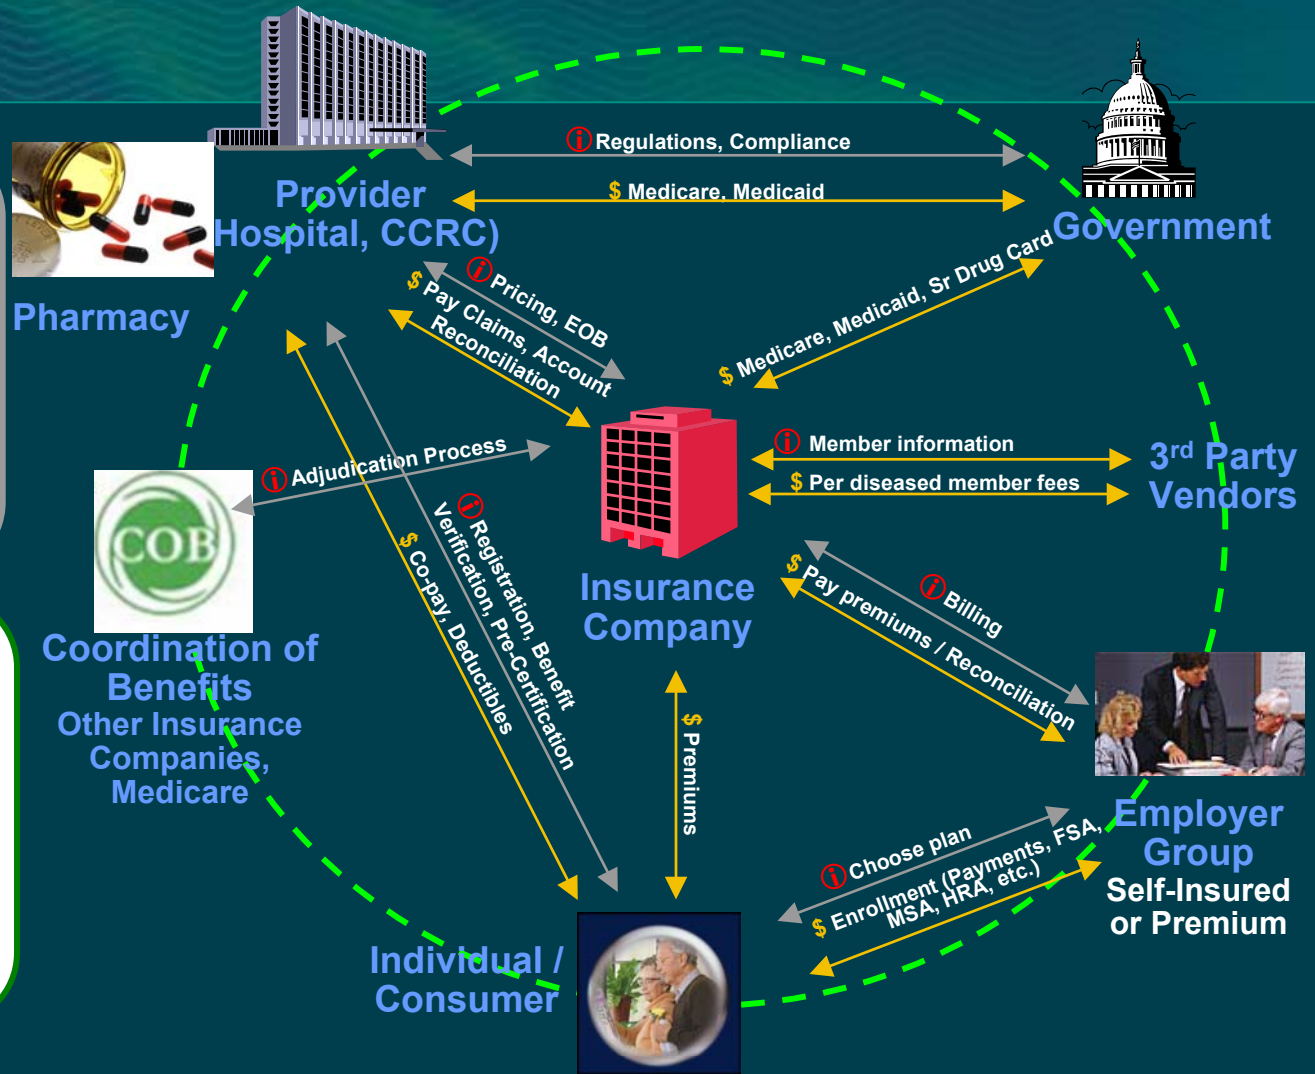 ⓘ Regulations, Compliance
$ Medicare, Medicaid
Provider
Hospital, CCRC)
Government
Pharmacy
ⓘ Pricing, EOB
$ Pay Claims, Account
Reconciliation
$ Medicare, Medicaid, Sr Drug Card
ⓘ Adjudication Process
ⓘ Member information
$ Per diseased member fees
3rd Party
Vendors
COB
Coordination of
Benefits
Other Insurance
Companies,
Medicare
ⓘ Registration, Benefit
Verification, Pre-Certification
$ Co-pay, Deductibles
Insurance
Company
ⓘ Billing
$ Pay premiums / Reconciliation
$ Premiums
Employer
Group
Self-Insured
or Premium
ⓘ Choose plan
$ Enrollment (Payments, FSA,
MSA, HRA, etc.)
Individual /
Consumer